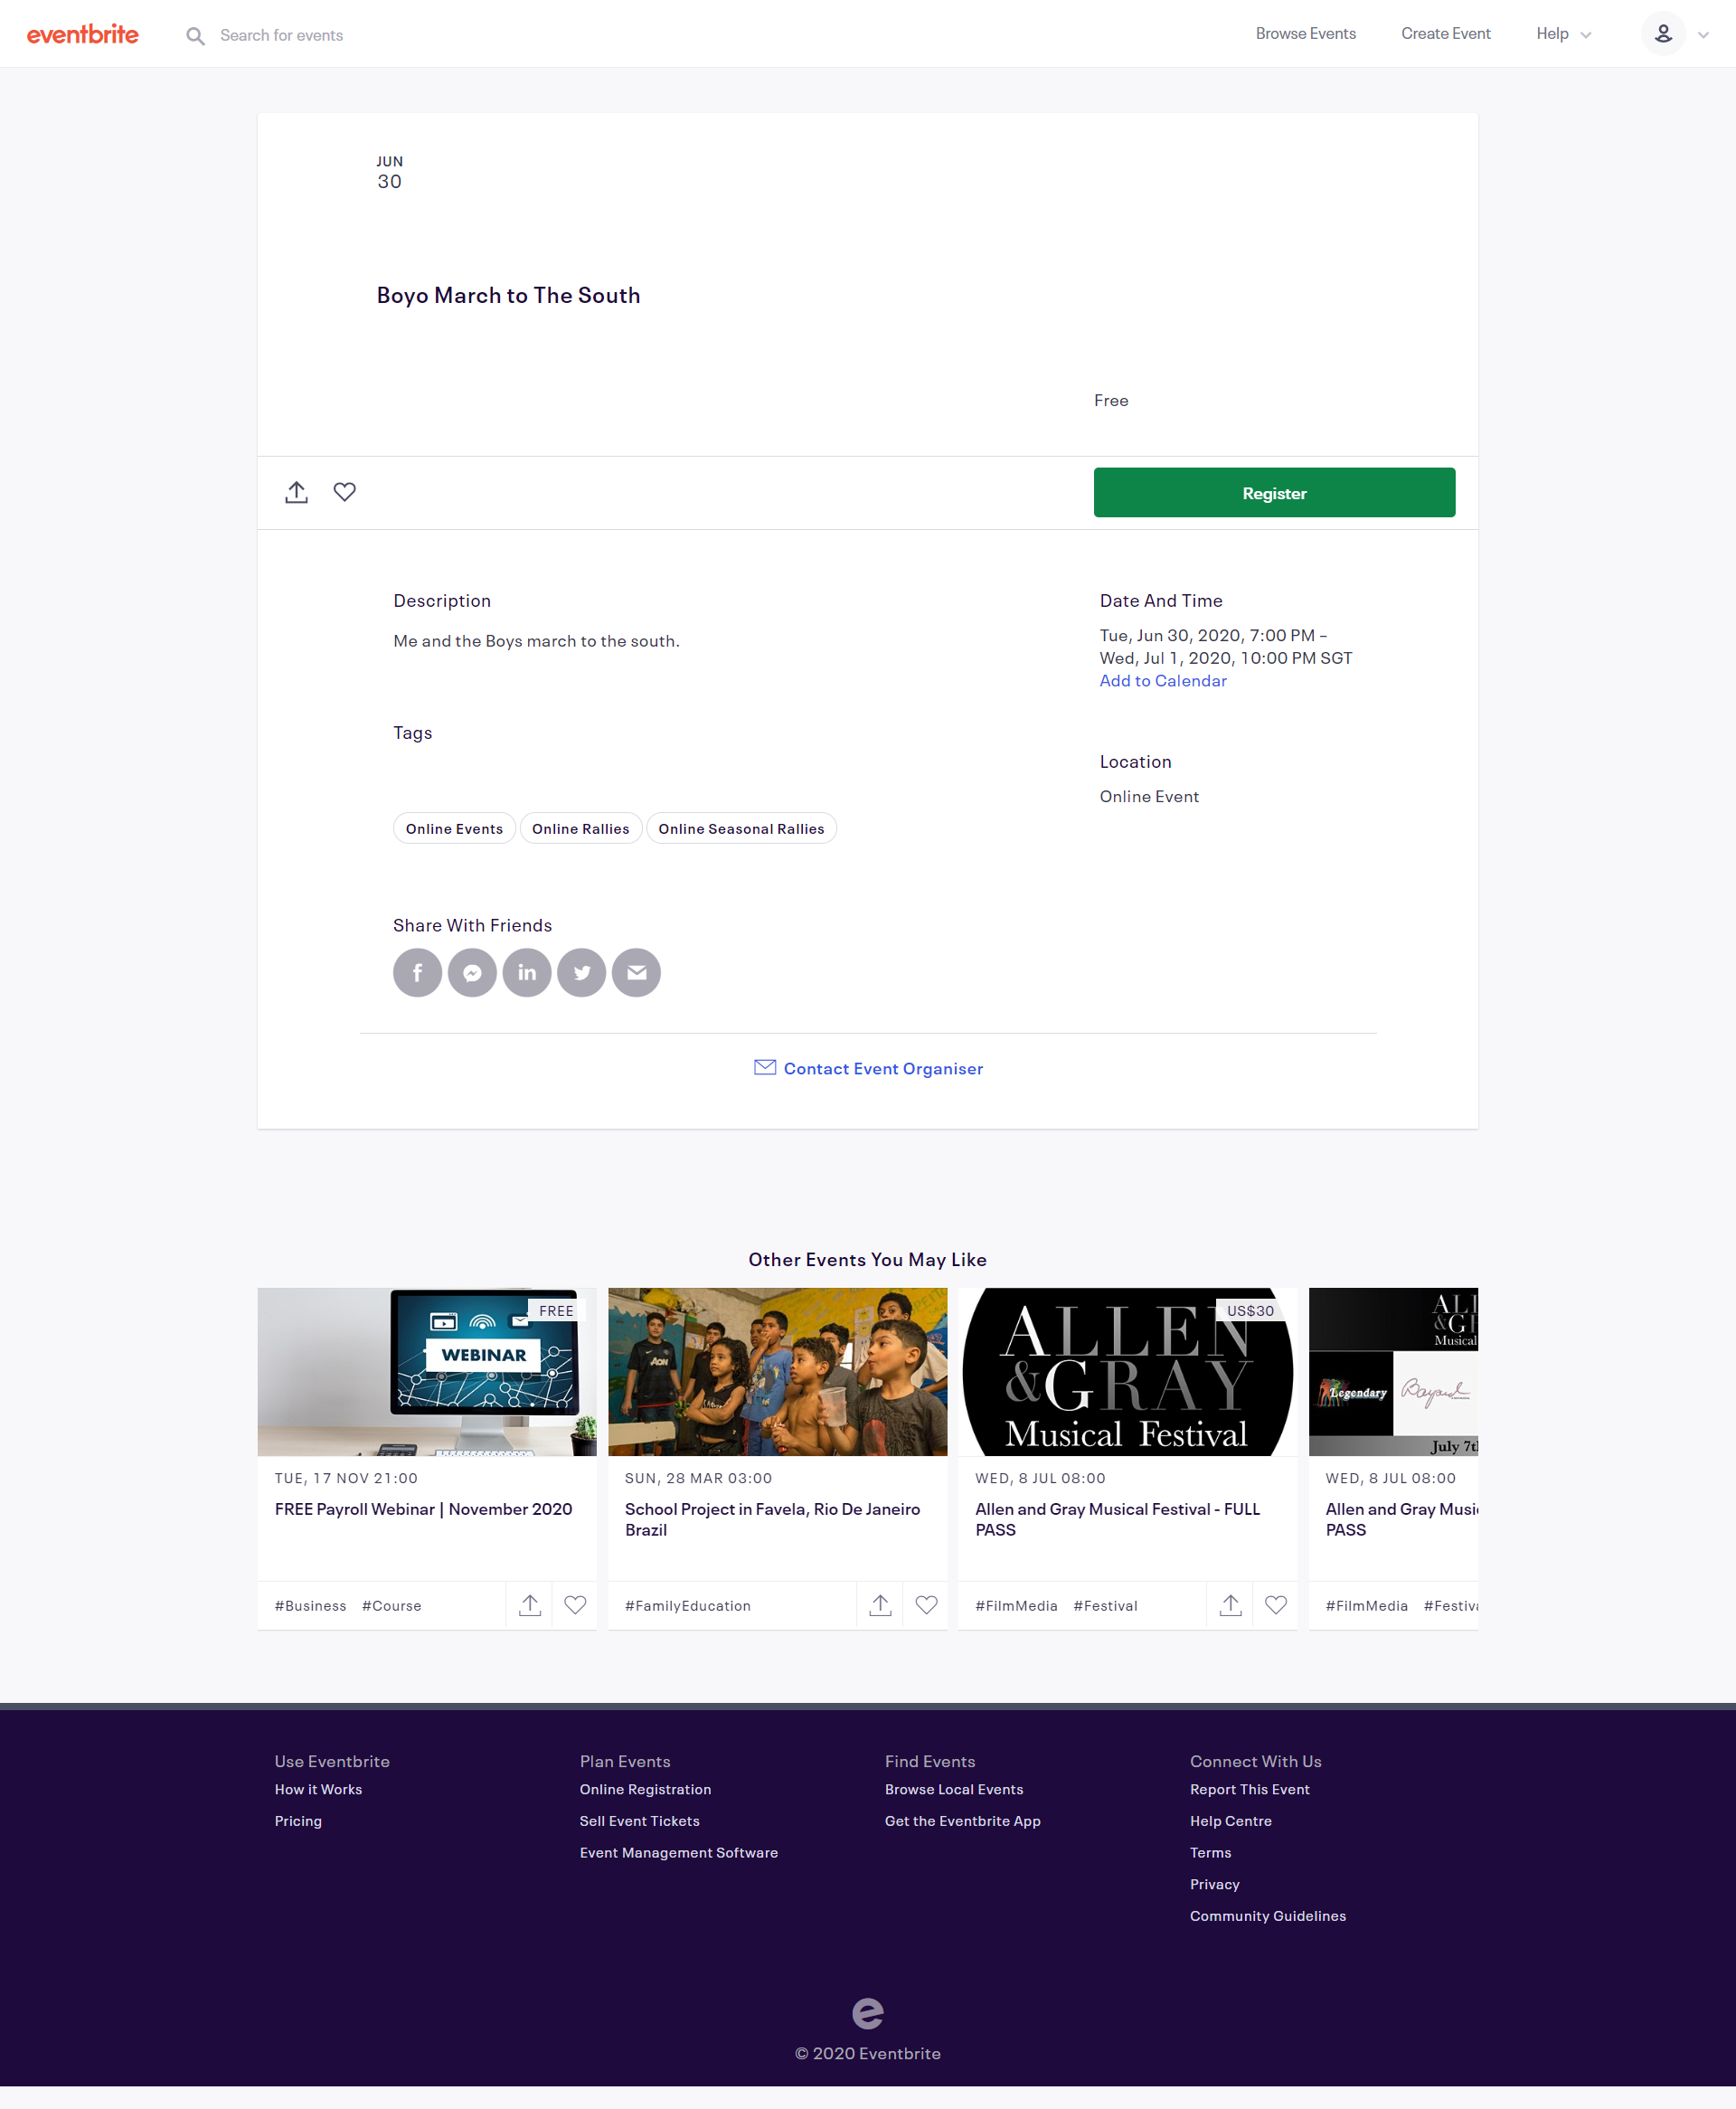 eventbrite
Search for events
Browse Events
Create Event
Help
JUN
30
Boyo March to The South
Free
Register
Description
Me and the Boys march to the south.
Date And Time
Tue, Jun 30, 2020, 7:00 PM –
Wed, Jul 1, 2020, 10:00 PM SGT
Add to Calendar
Tags
Location
Online Event
Online Events
Online Rallies
Online Seasonal Rallies
Share With Friends
Contact Event Organiser
Other Events You May Like
FREE
WEBINAR
TUE, 17 NOV 21:00
FREE Payroll Webinar | November 2020
#Business #Course
AON
SUN, 28 MAR 03:00
School Project in Favela, Rio De Janeiro
Brazil
#FamilyEducation
US$30
ALLEN
&GRAY
Musical Festival
WED, 8 JUL 08:00
Allen and Gray Musical Festival - FULL
PASS
#FilmMedia #Festival
ALL
&G
Musical
Legendary
Bayard
July 7t
WED, 8 JUL 08:00
Allen and Gray Musi
PASS
#FilmMedia #Festiva
Use Eventbrite
How it Works
Pricing
Plan Events
Online Registration
Sell Event Tickets
Event Management Software
Find Events
Browse Local Events
Get the Eventbrite App
Connect With Us
Report This Event
Help Centre
Terms
Privacy
Community Guidelines
© 2020 Eventbrite